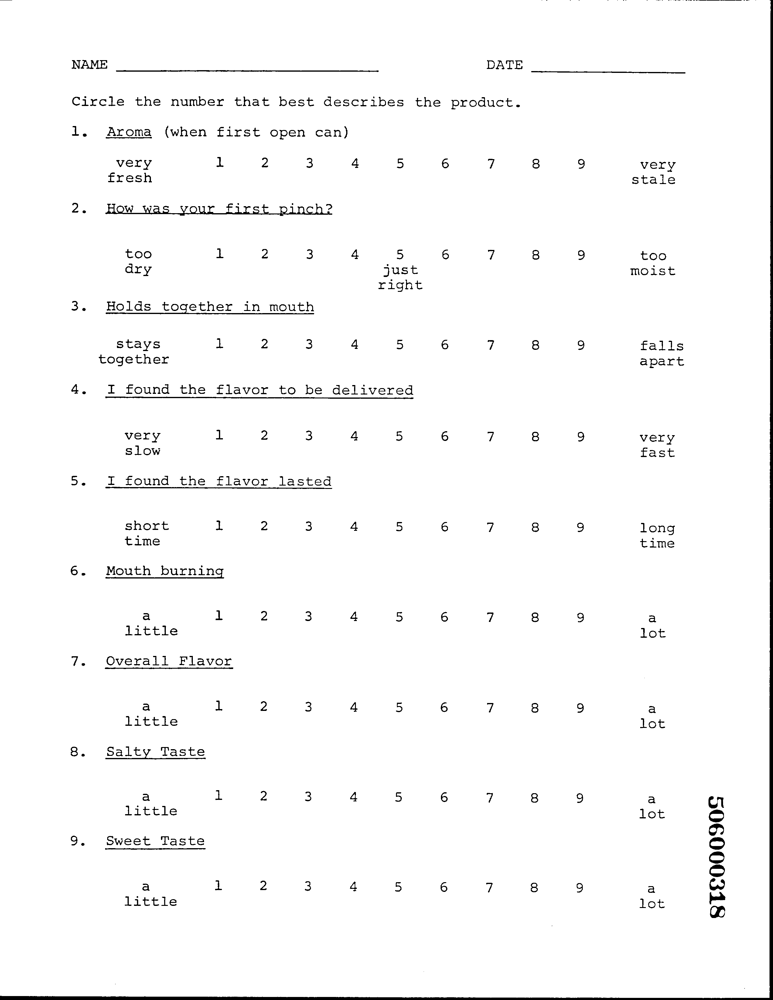 NAME ____________________ DATE ____________
Circle the number that best describes the product.
1. Aroma (when first open can)
very fresh 1 2 3 4 5 6 7 8 9 very stale
2. How was your first pinch?
too dry 1 2 3 4 5 just right 6 7 8 9 too moist
3. Holds together in mouth
stays together 1 2 3 4 5 6 7 8 9 falls apart
4. I found the flavor to be delivered
very slow 1 2 3 4 5 6 7 8 9 very fast
5. I found the flavor lasted
short time 1 2 3 4 5 6 7 8 9 long time
6. Mouth burning
a little 1 2 3 4 5 6 7 8 9 a lot
7. Overall Flavor
a little 1 2 3 4 5 6 7 8 9 a lot
8. Salty Taste
a little 1 2 3 4 5 6 7 8 9 a lot
9. Sweet Taste
a little 1 2 3 4 5 6 7 8 9 a lot
506000318